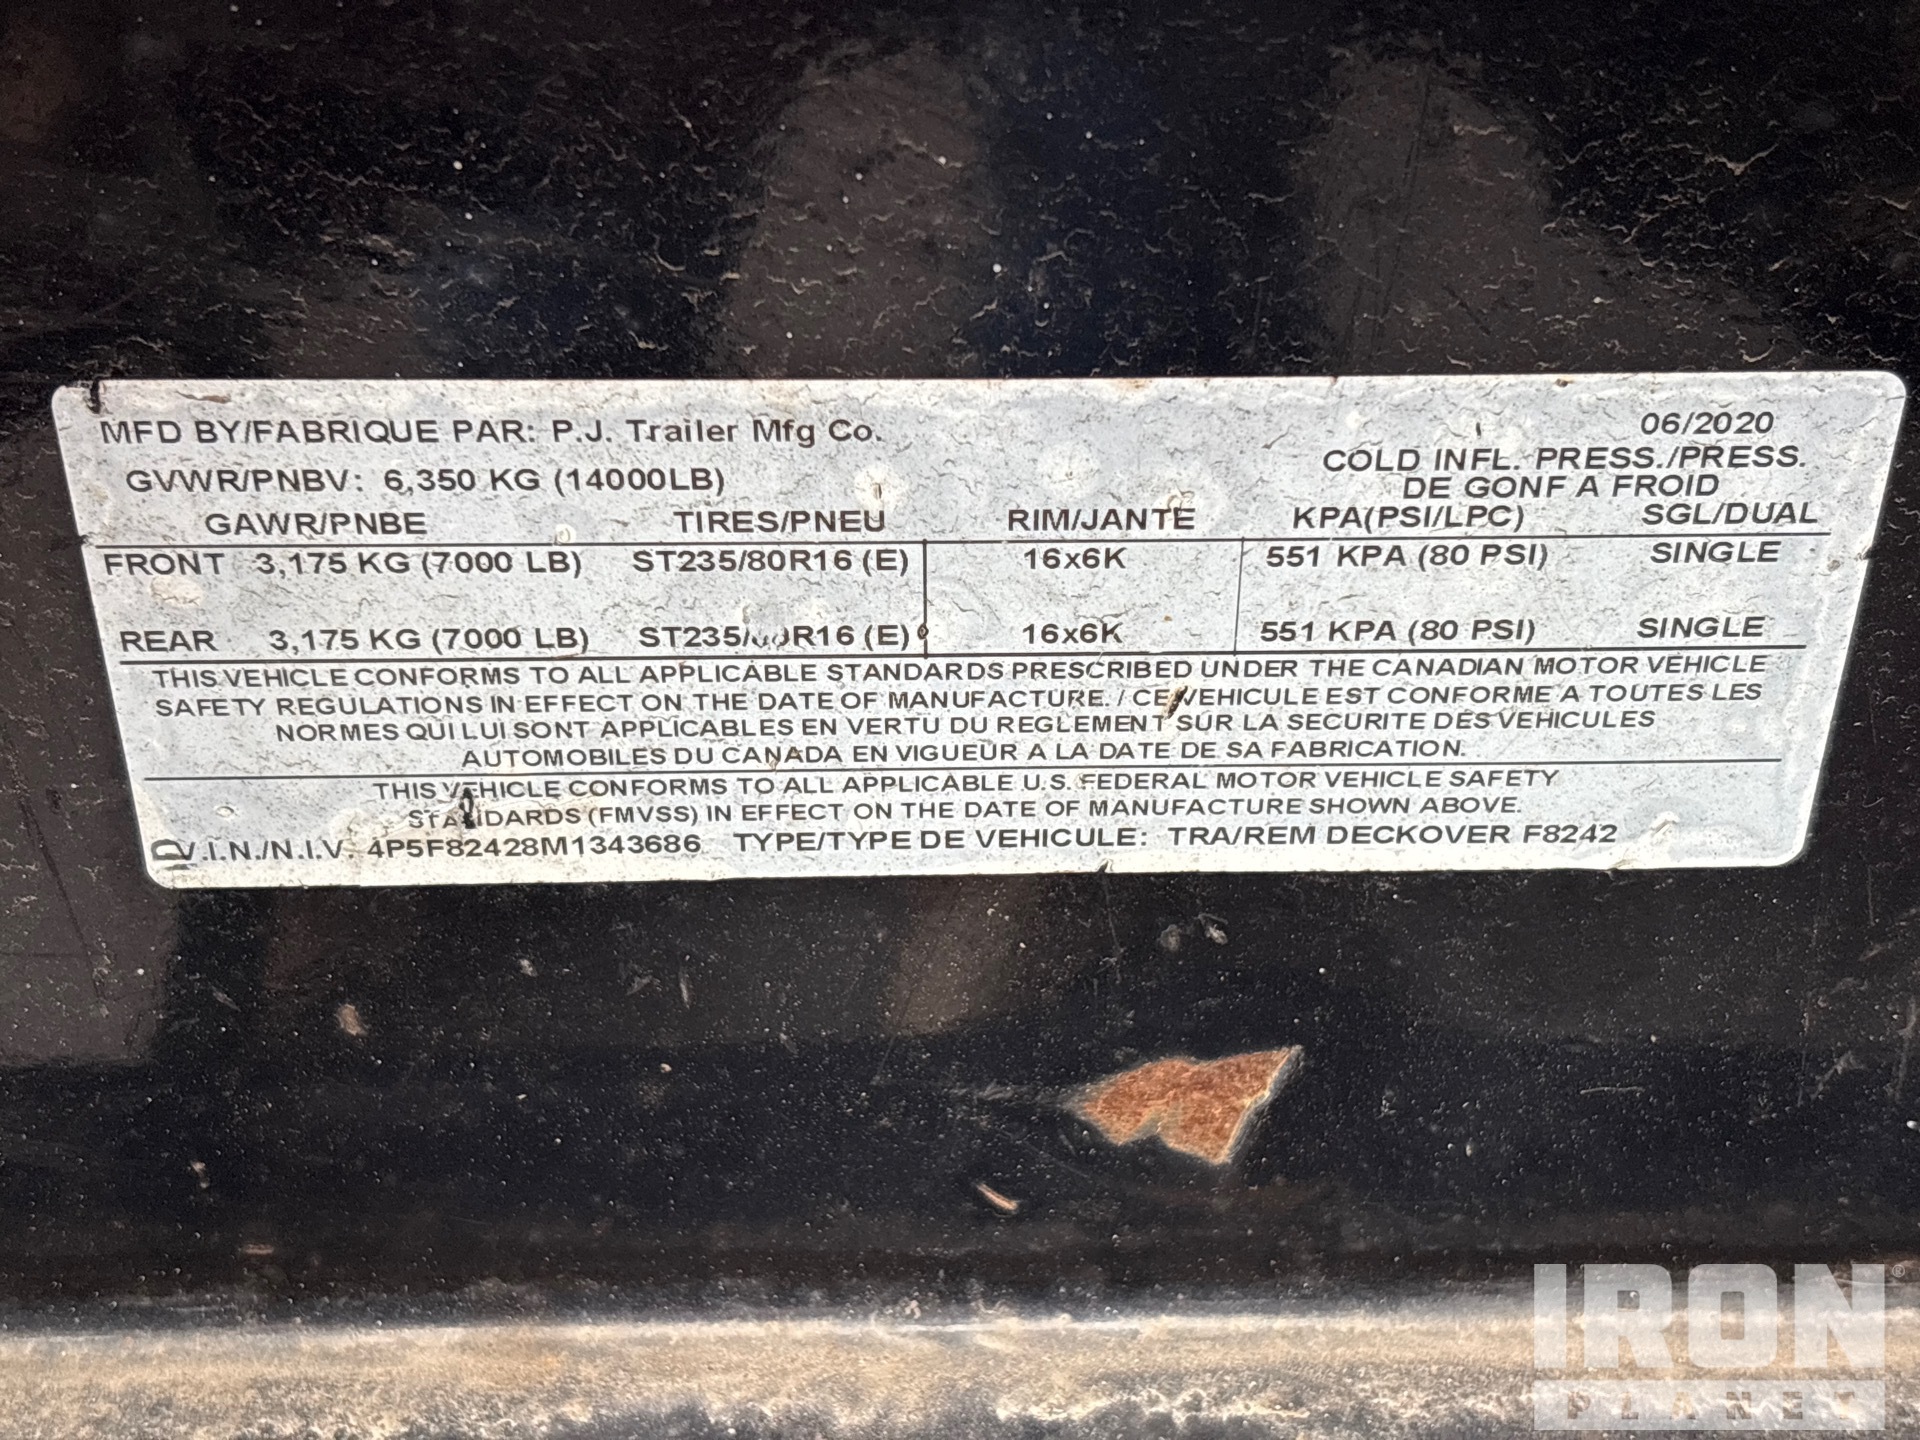 MFD BY/FABRIQUE PAR: P.J. Trailer Mfg Co. 06/2020
GVWR/PNBV: 6,350 KG (14000LB) COLD INFL. PRESS./PRESS.
DE GONF A FROID
GAWR/PNBE TIRES/PNEU RIM/JANTE KPA(PSI/LPC) SGL/DUAL
FRONT 3,175 KG (7000 LB) ST235/80R16 (E) 16x6K 551 KPA (80 PSI) SINGLE
REAR 3,175 KG (7000 LB) ST235/80R16 (E) 16x6K 551 KPA (80 PSI) SINGLE
THIS VEHICLE CONFORMS TO ALL APPLICABLE STANDARDS PRESCRIBED UNDER THE CANADIAN MOTOR VEHICLE
SAFETY REGULATIONS IN EFFECT ON THE DATE OF MANUFACTURE. / CE VEHICULE EST CONFORME A TOUTES LES
NORMES QUI LUI SONT APPLICABLES EN VERTU DU REGLEMENT SUR LA SECURITE DES VEHICULES
AUTOMOBILES DU CANADA EN VIGUEUR A LA DATE DE SA FABRICATION.
THIS VEHICLE CONFORMS TO ALL APPLICABLE U.S. FEDERAL MOTOR VEHICLE SAFETY
STANDARDS (FMVSS) IN EFFECT ON THE DATE OF MANUFACTURE SHOWN ABOVE.
V.I.N./N.I.V: 4P5F82428M1343686 TYPE/TYPE DE VEHICULE: TRA/REM DECKOVER F8242
IRON®
PLANET